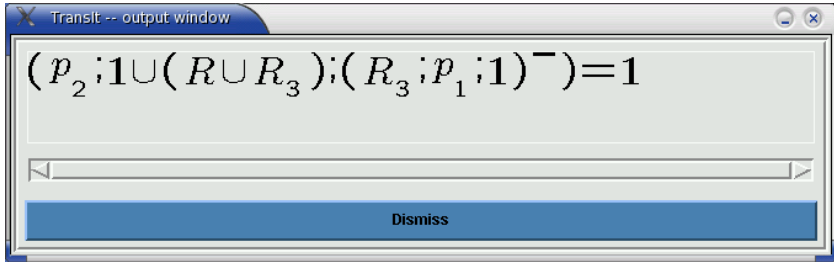 TransIt -- output window
(p₂;1∪(R∪R₃);(R₃;p₁;1)⁻)=1
Dismiss